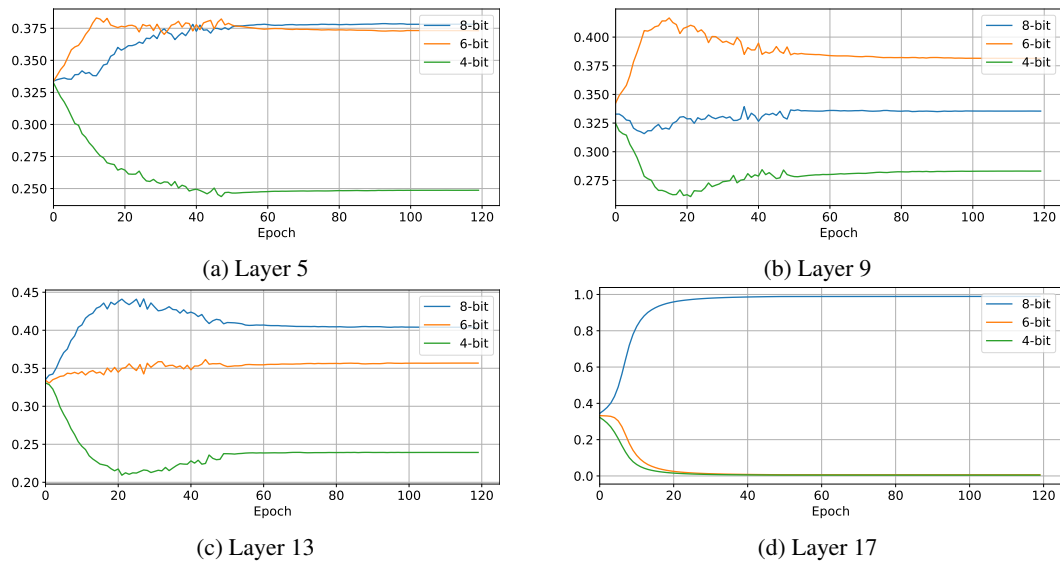 0.375
0.350
0.325
0.300
0.275
0.250
8-bit
6-bit
4-bit
0 20 40 60 80 100 120
Epoch
(a) Layer 5
0.400
0.375
0.350
0.325
0.300
0.275
8-bit
6-bit
4-bit
0 20 40 60 80 100 120
Epoch
(b) Layer 9
0.45
0.40
0.35
0.30
0.25
0.20
8-bit
6-bit
4-bit
0 20 40 60 80 100 120
Epoch
(c) Layer 13
1.0
0.8
0.6
0.4
0.2
0.0
8-bit
6-bit
4-bit
0 20 40 60 80 100 120
Epoch
(d) Layer 17